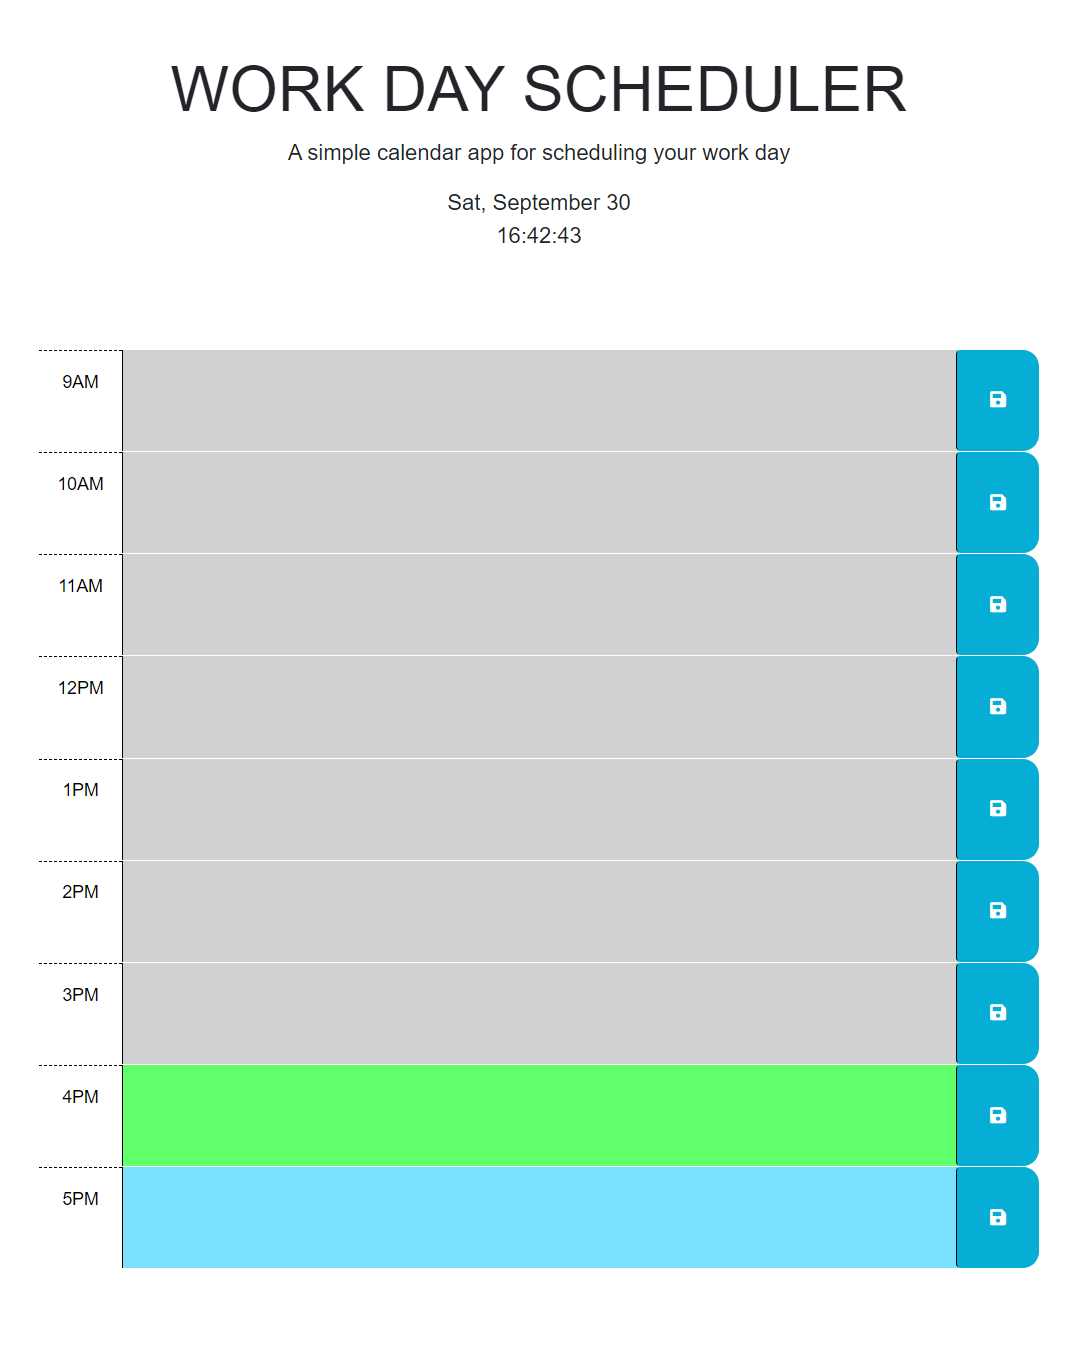 WORK DAY SCHEDULER
A simple calendar app for scheduling your work day
Sat, September 30
16:42:43
9AM
10AM
11AM
12PM
1PM
2PM
3PM
4PM
5PM